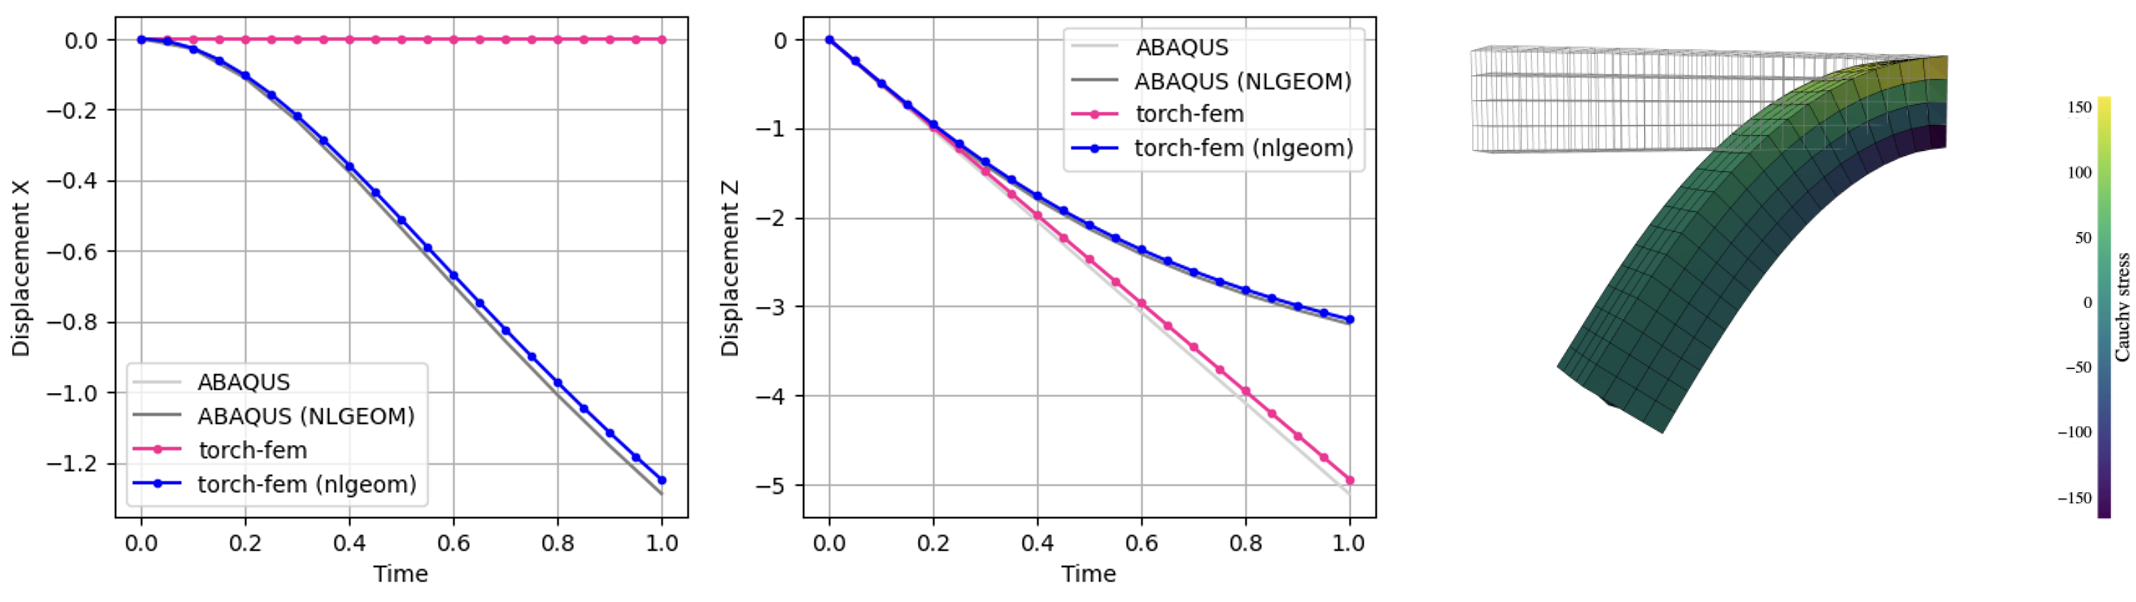 0.0
−0.2
−0.4
−0.6
−0.8
−1.0
−1.2
Displacement X
ABAQUS
ABAQUS (NLGEOM)
torch-fem
torch-fem (nlgeom)
0.0 0.2 0.4 0.6 0.8 1.0
Time
0
−1
−2
−3
−4
−5
Displacement Z
ABAQUS
ABAQUS (NLGEOM)
torch-fem
torch-fem (nlgeom)
0.0 0.2 0.4 0.6 0.8 1.0
Time
150
100
50
0
−50
−100
−150
Cauchy stress